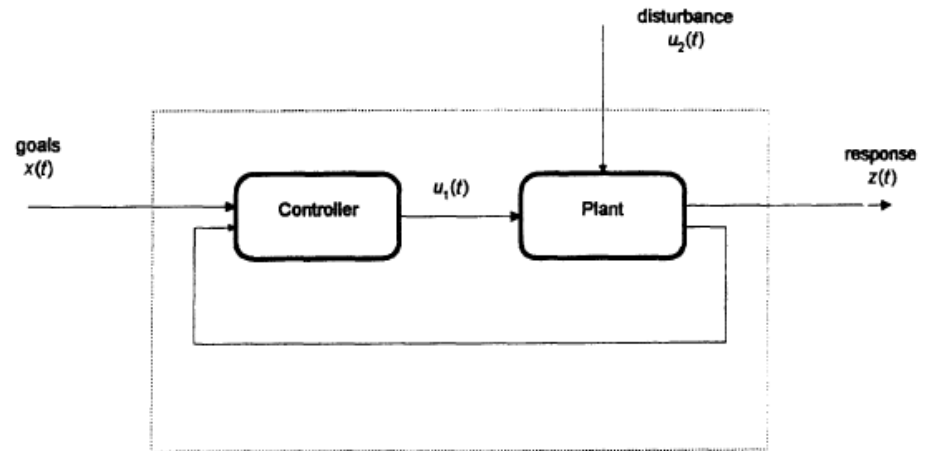 disturbance
u₂(t)
goals
x(t)
response
z(t)
Controller
u₁(t)
Plant